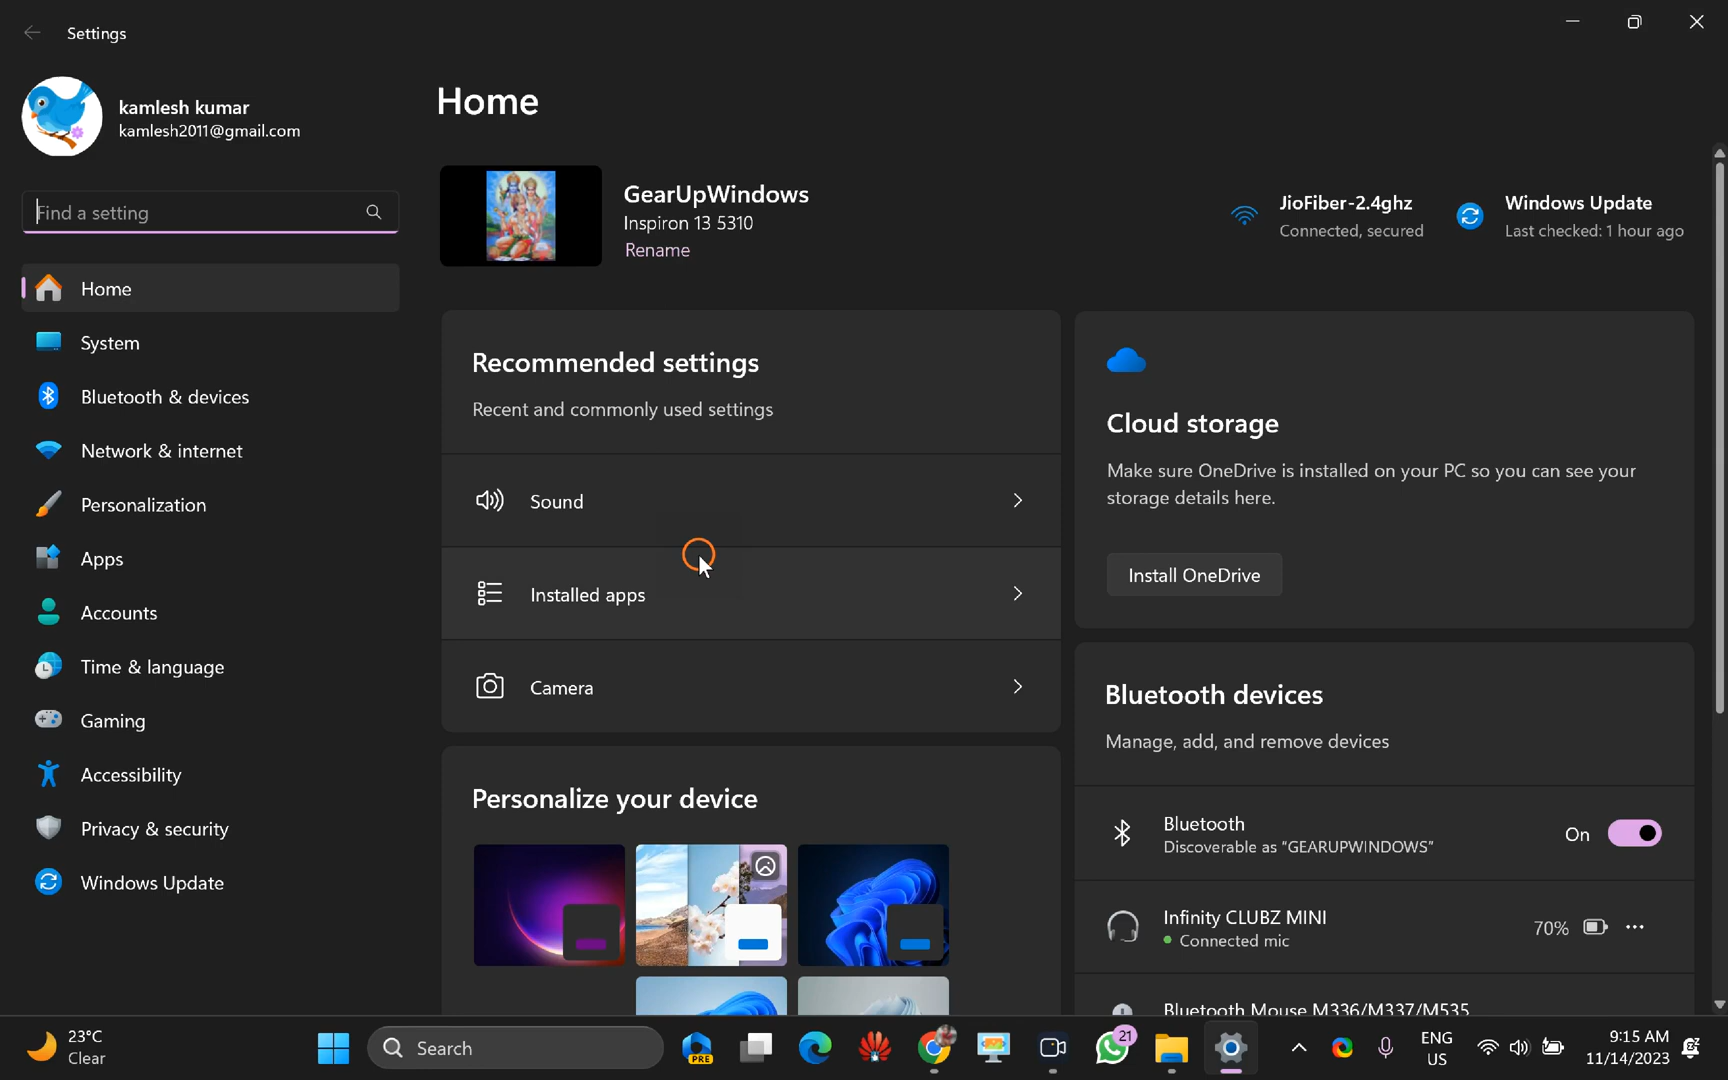 Settings
kamlesh kumar
kamlesh2011@gmail.com
Find a setting
Home
System
Bluetooth & devices
Network & internet
Personalization
Apps
Accounts
Time & language
Gaming
Accessibility
Privacy & security
Windows Update
Home
GearUpWindows
Inspiron 13 5310
Rename
JioFiber-2.4ghz
Connected, secured
Windows Update
Last checked: 1 hour ago
Recommended settings
Recent and commonly used settings
Sound
Installed apps
Camera
Personalize your device
Cloud storage
Make sure OneDrive is installed on your PC so you can see your
storage details here.
Install OneDrive
Bluetooth devices
Manage, add, and remove devices
Bluetooth
Discoverable as "GEARUPWINDOWS"
On
Infinity CLUBZ MINI
Connected mic
70%
Bluetooth Mouse M336/M337/M535
23°C
Clear
Search
PRE
21
ENG
US
9:15 AM
11/14/2023